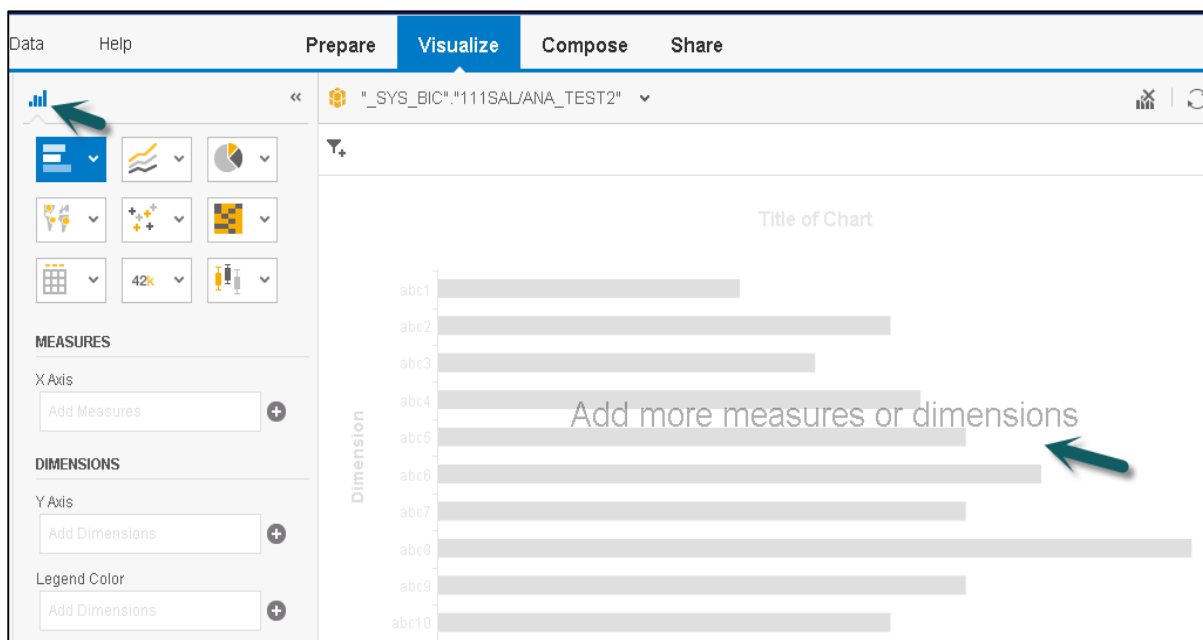 Data Help Prepare Visualize Compose Share
"_SYS_BIC"."111SAL/ANA_TEST2"
42k
MEASURES
X Axis
Add Measures
DIMENSIONS
Y Axis
Add Dimensions
Legend Color
Add Dimensions
Title of Chart
Dimension
abc1
abc2
abc3
abc4
Add more measures or dimensions
abc5
abc6
abc7
abc8
abc9
abc10